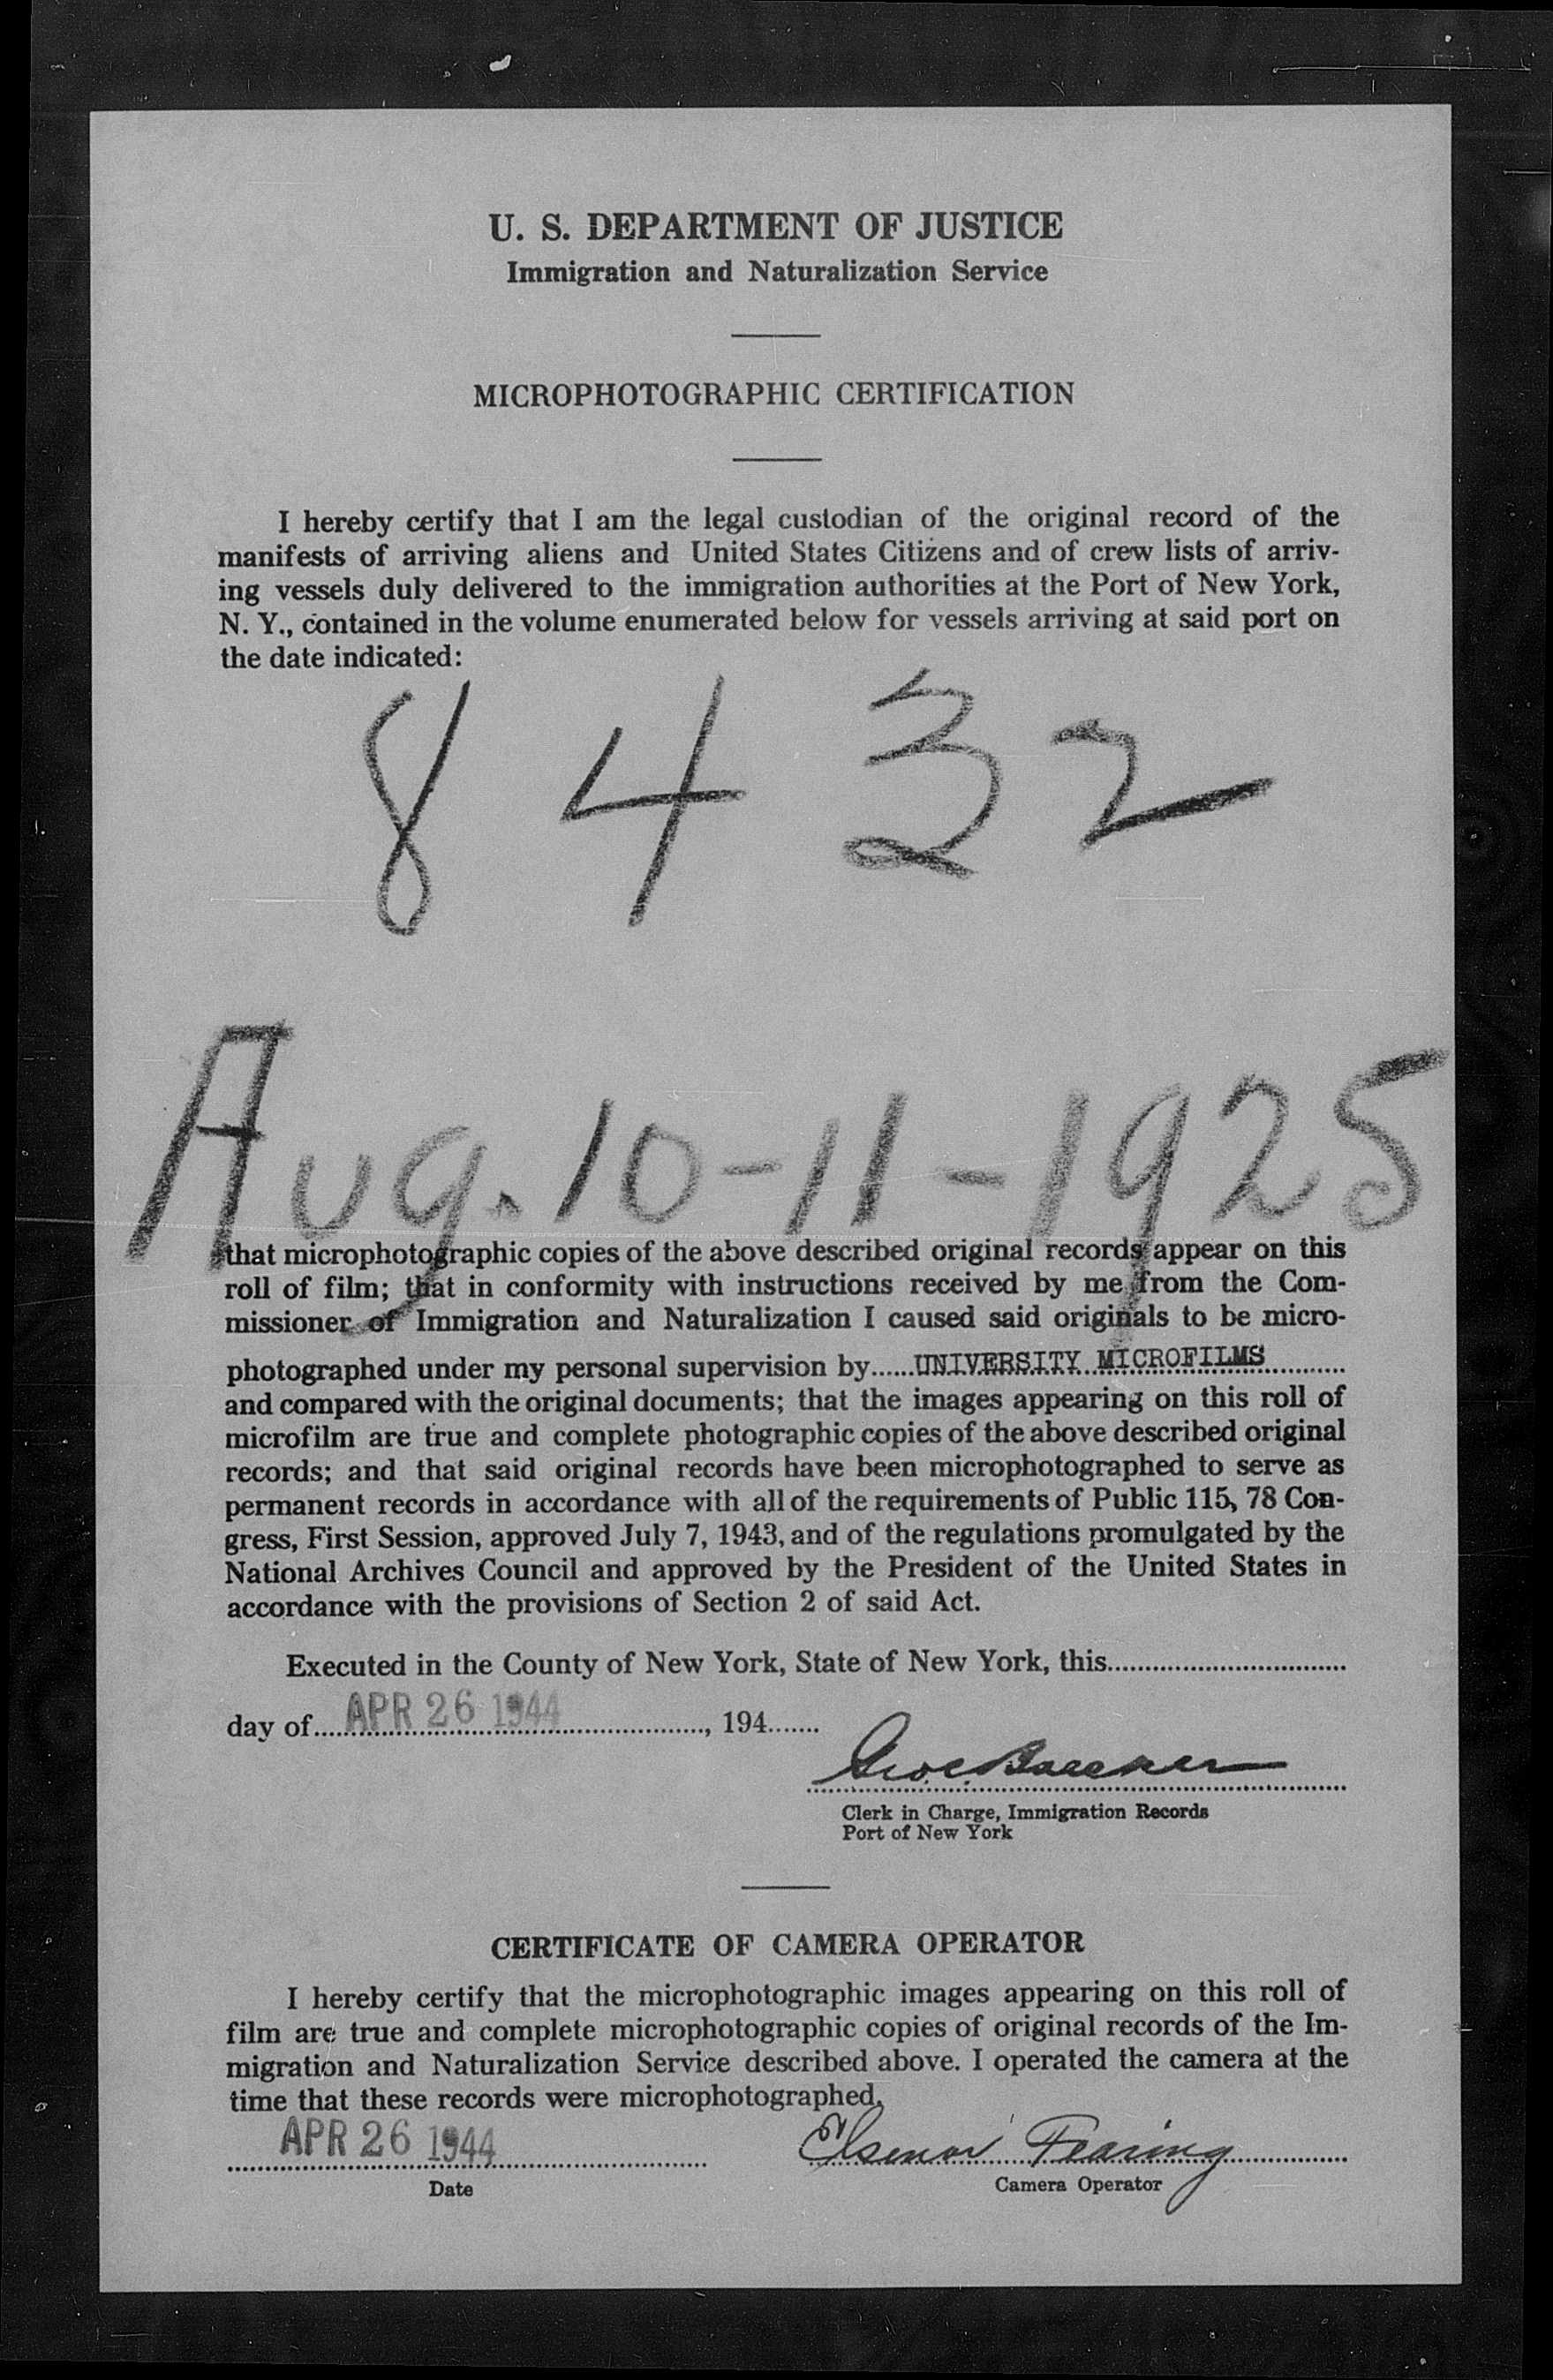 U. S. DEPARTMENT OF JUSTICE
Immigration and Naturalization Service
MICROPHOTOGRAPHIC CERTIFICATION
I hereby certify that I am the legal custodian of the original record of the
manifests of arriving aliens and United States Citizens and of crew lists of arriv-
ing vessels duly delivered to the immigration authorities at the Port of New York,
N. Y., contained in the volume enumerated below for vessels arriving at said port on
the date indicated:
8432
Aug. 10-11-1925
that microphotographic copies of the above described original records appear on this
roll of film; that in conformity with instructions received by me from the Com-
missioner of Immigration and Naturalization I caused said originals to be micro-
photographed under my personal supervision by......UNIVERSITY MICROFILMS
and compared with the original documents; that the images appearing on this roll of
microfilm are true and complete photographic copies of the above described original
records; and that said original records have been microphotographed to serve as
permanent records in accordance with all of the requirements of Public 115, 78 Con-
gress, First Session, approved July 7, 1943, and of the regulations promulgated by the
National Archives Council and approved by the President of the United States in
accordance with the provisions of Section 2 of said Act.
Executed in the County of New York, State of New York, this
day of APR 26 1944, 194
Clerk in Charge, Immigration Records
Port of New York
CERTIFICATE OF CAMERA OPERATOR
I hereby certify that the microphotographic images appearing on this roll of
film are true and complete microphotographic copies of original records of the Im-
migration and Naturalization Service described above. I operated the camera at the
time that these records were microphotographed.
APR 26 1944 Fearing
Date Camera Operator